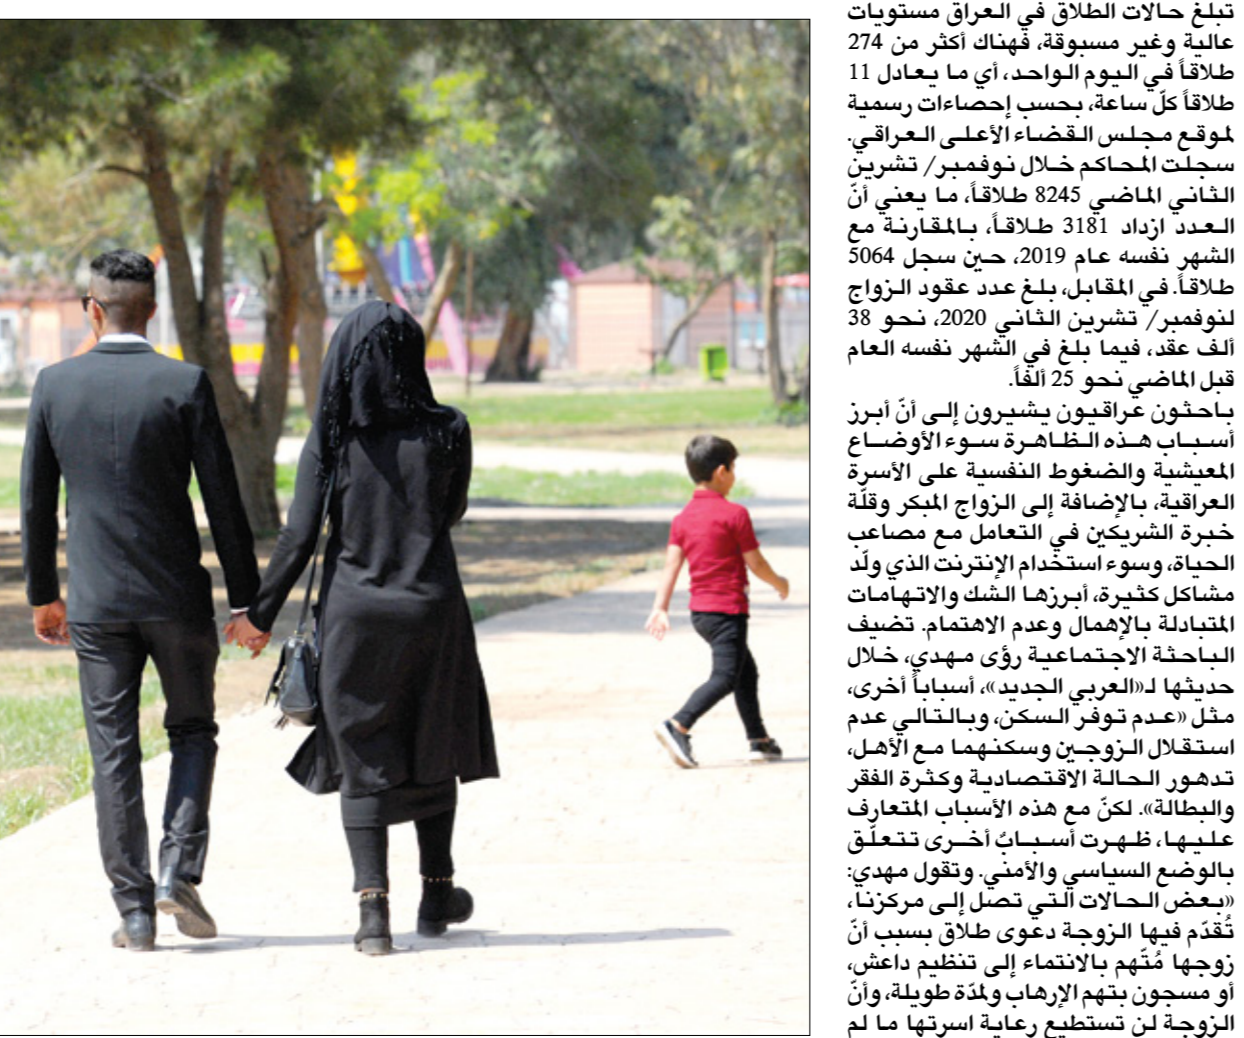 تبلغ حالات الطلاق في العراق مستويات
عالية وغير مسبوقة، فهناك أكثر من 274
طلاقاً في اليوم الواحد، أي ما يعادل 11
طلاقاً كلّ ساعة، بحسب إحصاءات رسمية
لموقع مجلس القضاء الأعلى العراقي.
سجلت المحاكم خلال نوفمبر/ تشرين
الثاني الماضي 8245 طلاقاً، ما يعني أنّ
العدد ازداد 3181 طلاقاً، بالمقارنة مع
الشهر نفسه عام 2019، حين سجل 5064
طلاقاً. في المقابل، بلغ عدد عقود الزواج
لنوفمبر/ تشرين الثاني 2020، نحو 38
ألف عقد، فيما بلغ في الشهر نفسه العام
قبل الماضي نحو 25 ألفاً.
باحثون عراقيون يشيرون إلى أنّ أبرز
أسباب هذه الظاهرة سوء الأوضاع
المعيشية والضغوط النفسية على الأسرة
العراقية، بالإضافة إلى الزواج المبكر وقلّة
خبرة الشريكين في التعامل مع مصاعب
الحياة، وسوء استخدام الإنترنت الذي ولّد
مشاكل كثيرة، أبرزها الشك والاتهامات
المتبادلة بالإهمال وعدم الاهتمام. تضيف
الباحثة الاجتماعية رؤى مهدي، خلال
حديثها لـ«العربي الجديد»، أسباباً أخرى،
مثل «عدم توفر السكن، وبالتالي عدم
استقلال الزوجين وسكنهما مع الأهل،
تدهور الحالة الاقتصادية وكثرة الفقر
والبطالة». لكنّ مع هذه الأسباب المتعارف
عليها، ظهرت أسبابٌ أخرى تتعلّق
بالوضع السياسي والأمني. وتقول مهدي:
«بعض الحالات التي تصل إلى مركزنا،
تُقدّم فيها الزوجة دعوى طلاق بسبب أنّ
زوجها مُتّهم بالانتماء إلى تنظيم داعش،
أو مسجون بتهم الإرهاب ولمدّة طويلة، وأنّ
الزوجة لن تستطيع رعاية اسرتها ما لم